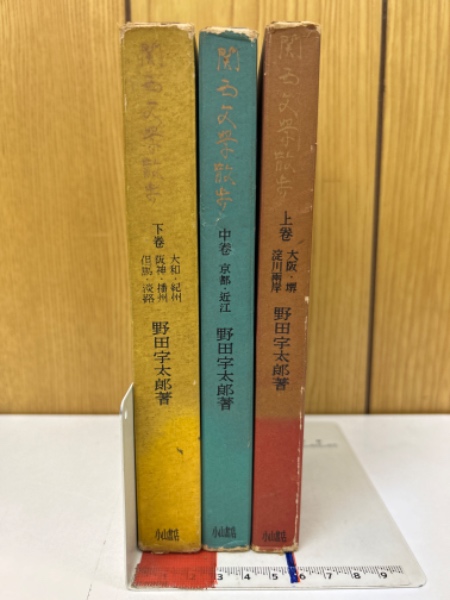 関西文學散歩
下巻
大和・紀州
阪神・播州
但馬・淡路
野田宇太郎著
小山書店
関西文學散歩
中巻 京都・近江
野田宇太郎著
小山書店
関西文學散歩
上巻
大阪・堺
淀川両岸
野田宇太郎著
小山書店
3 4 5 6 7 8 9